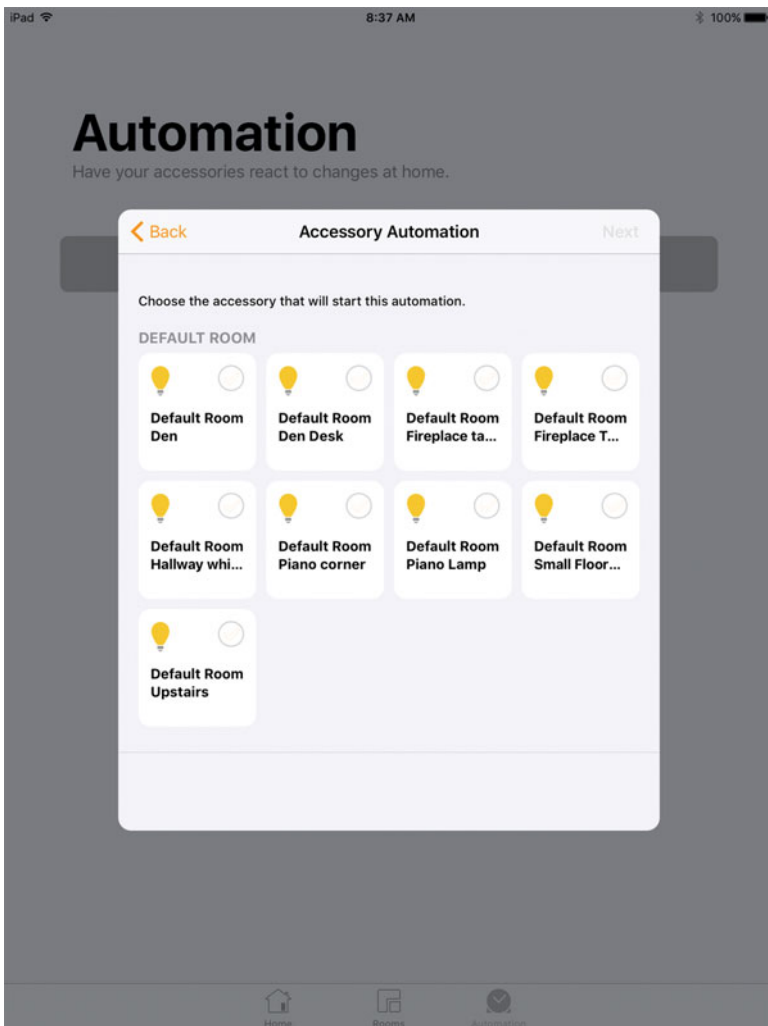 iPad 8:37 AM 100%
Automation
Have your accessories react to changes at home.
Back Accessory Automation Next
Choose the accessory that will start this automation.
DEFAULT ROOM
Default Room Default Room Default Room Default Room
Den Den Desk Fireplace ta... Fireplace T...
Default Room Default Room Default Room Default Room
Hallway whi... Piano corner Piano Lamp Small Floor...
Default Room
Upstairs
Home Rooms Automation